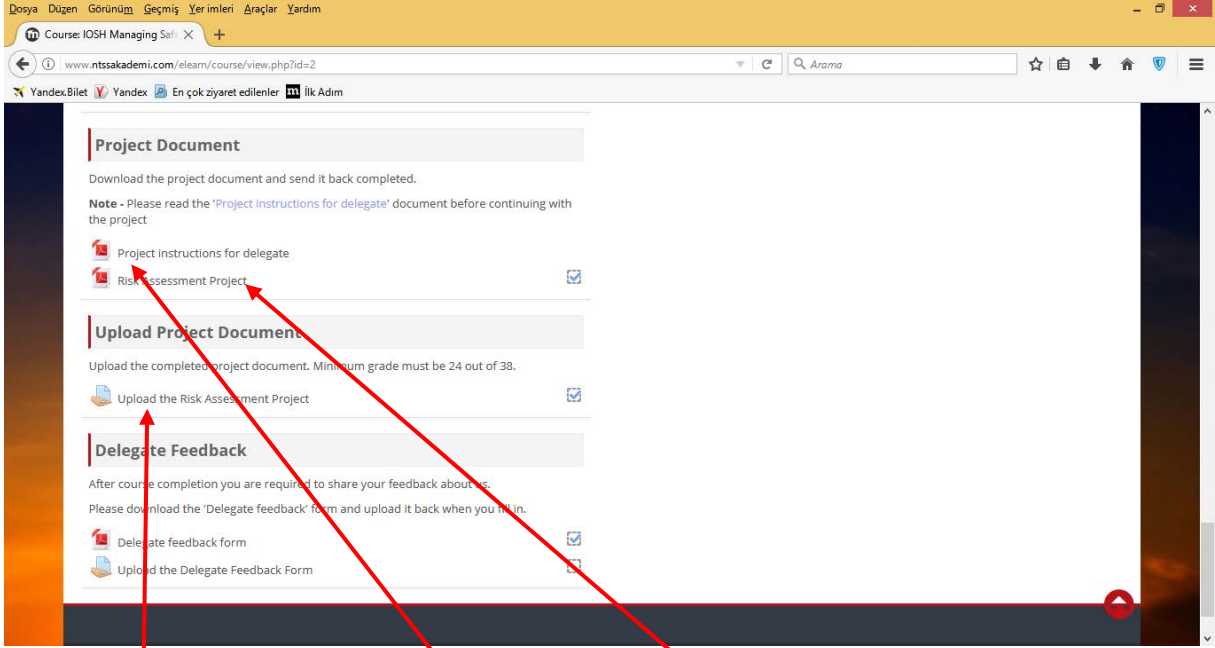 Dosya Düzen Görünüm Geçmiş Yer imleri Araçlar Yardım
Course: IOSH Managing Safe
www.ntssakademi.com/elearn/course/view.php?id=2
Arama
Yandex.Bilet Yandex En çok ziyaret edilenler İlk Adım
Project Document
Download the project document and send it back completed.
Note - Please read the 'Project instructions for delegate' document before continuing with
the project
Project instructions for delegate
Risk Assessment Project
Upload Project Document
Upload the completed project document. Minimum grade must be 24 out of 38.
Upload the Risk Assessment Project
Delegate Feedback
After course completion you are required to share your feedback about us.
Please download the 'Delegate feedback' form and upload it back when you fill in.
Delegate feedback form
Upload the Delegate Feedback Form